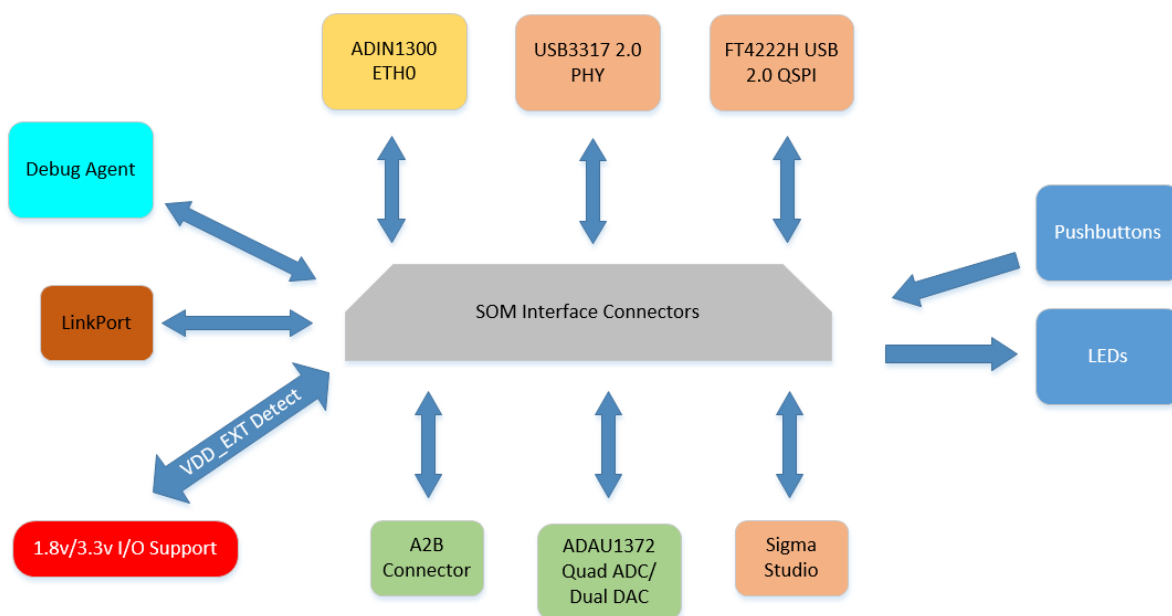 ADIN1300
ETH0
USB3317 2.0
PHY
FT4222H USB
2.0 QSPI
Debug Agent
Pushbuttons
LinkPort
SOM Interface Connectors
LEDs
VDD_EXT Detect
1.8v/3.3v I/O Support
A2B
Connector
ADAU1372
Quad ADC/
Dual DAC
Sigma
Studio